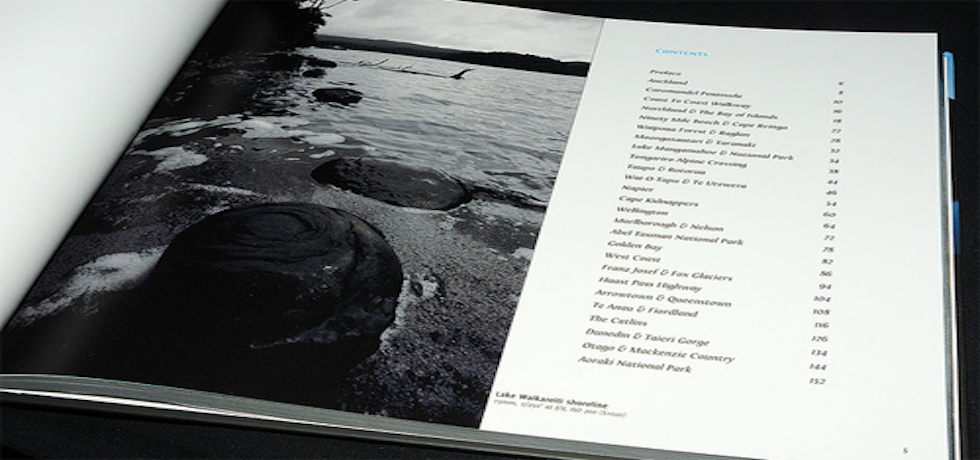 Contents
Preface 6
Auckland 8
Coromandel Peninsula 10
Coast To Coast Walkway 16
Northland & The Bay of Islands 18
Ninety Mile Beach & Cape Reinga 22
Waipoua Forest & Raglan 28
Maungatautari & Taranaki 32
Lake Mangamahoe & National Park 34
Tongariro Alpine Crossing 38
Taupo & Rotorua 44
Wai O Tapu & Te Urewera 46
Napier 54
Cape Kidnappers 60
Wellington 64
Marlborough & Nelson 72
Abel Tasman National Park 78
Golden Bay 82
West Coast 86
Franz Josef & Fox Glaciers 94
Haast Pass Highway 104
Arrowtown & Queenstown 108
Te Anau & Fiordland 116
The Catlins 126
Dunedin & Taieri Gorge 134
Otago & Mackenzie Country 144
Aoraki National Park 152
Lake Waikareiti shoreline
5